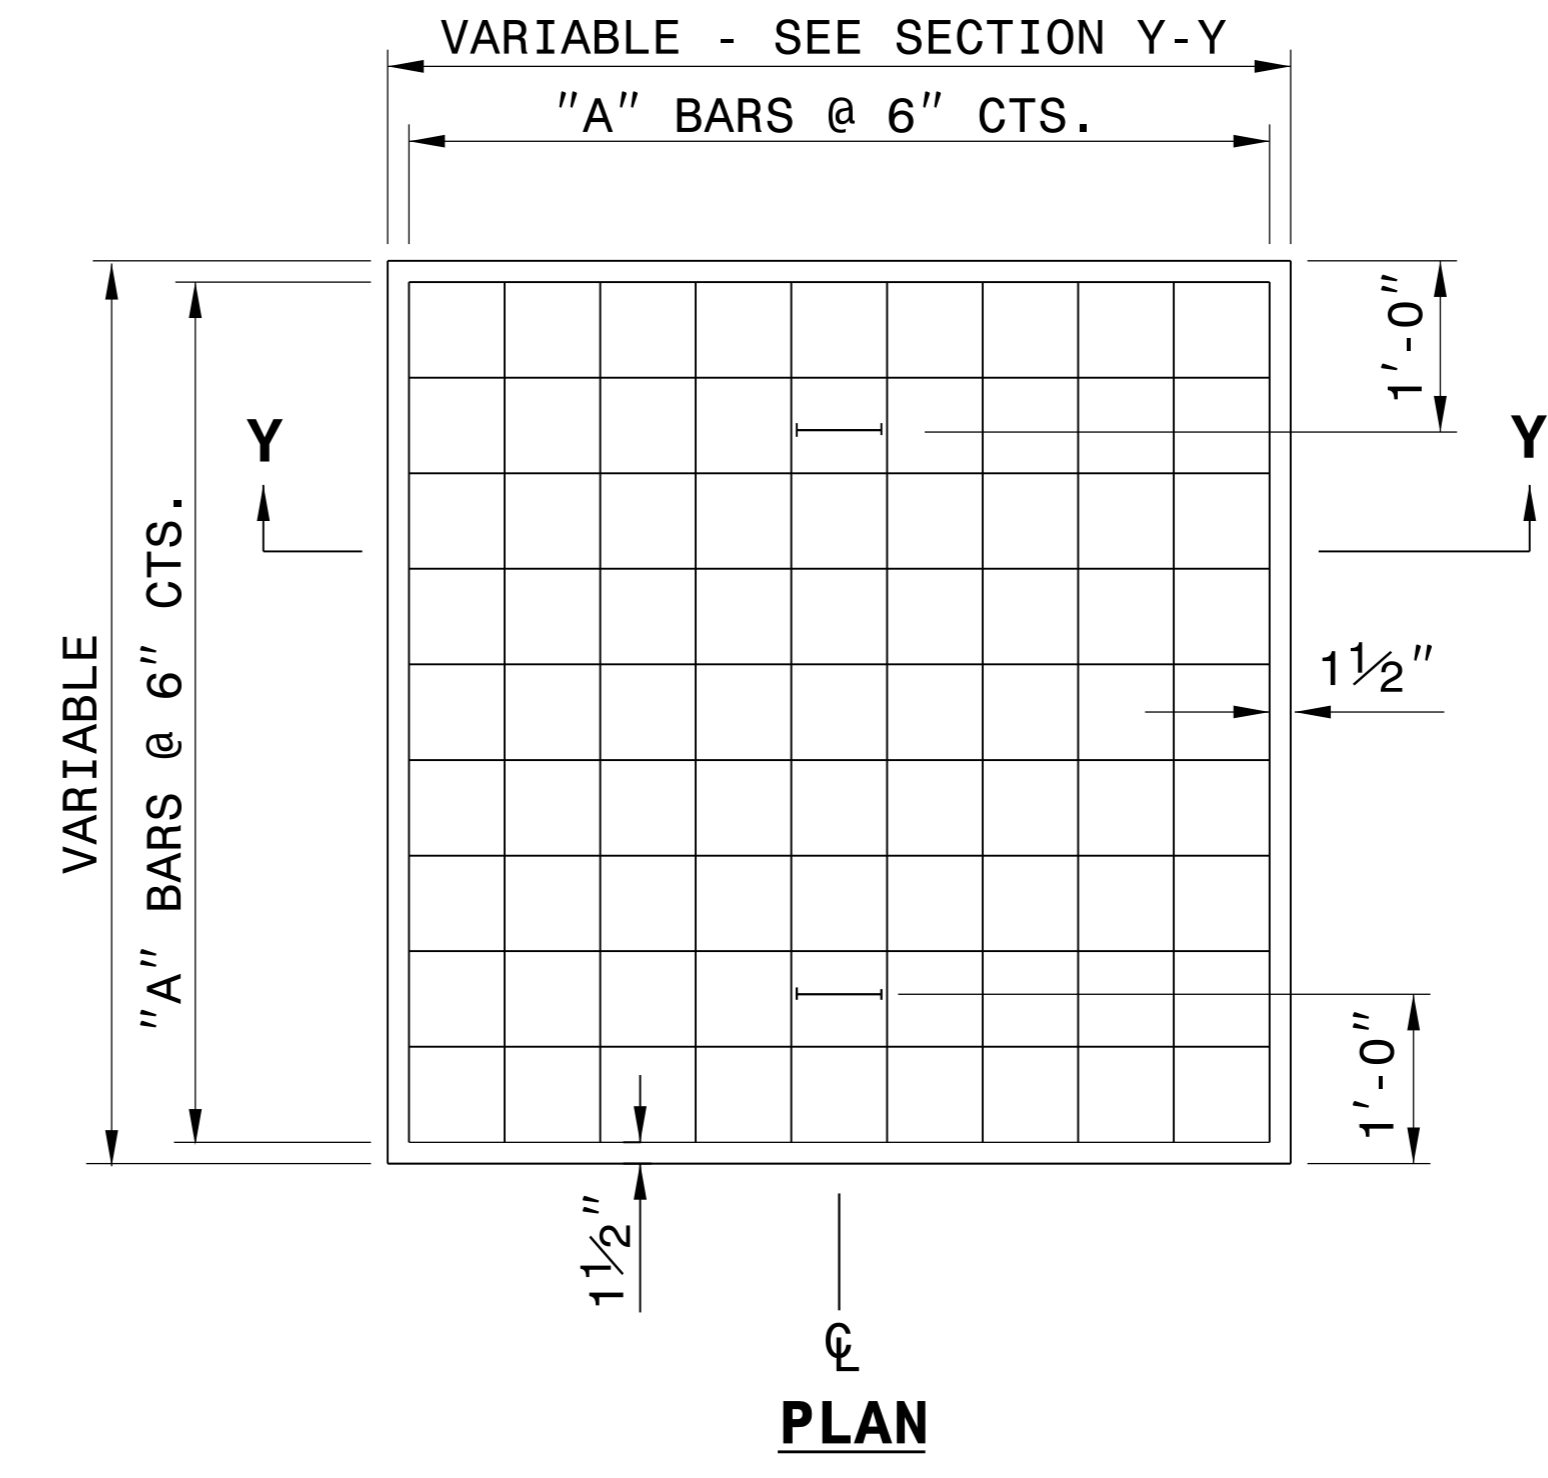 VARIABLE - SEE SECTION Y-Y
"A" BARS @ 6" CTS.
1'-0"
Y
Y
"A" BARS @ 6" CTS.
VARIABLE
1½"
1'-0"
1½"
℄
PLAN